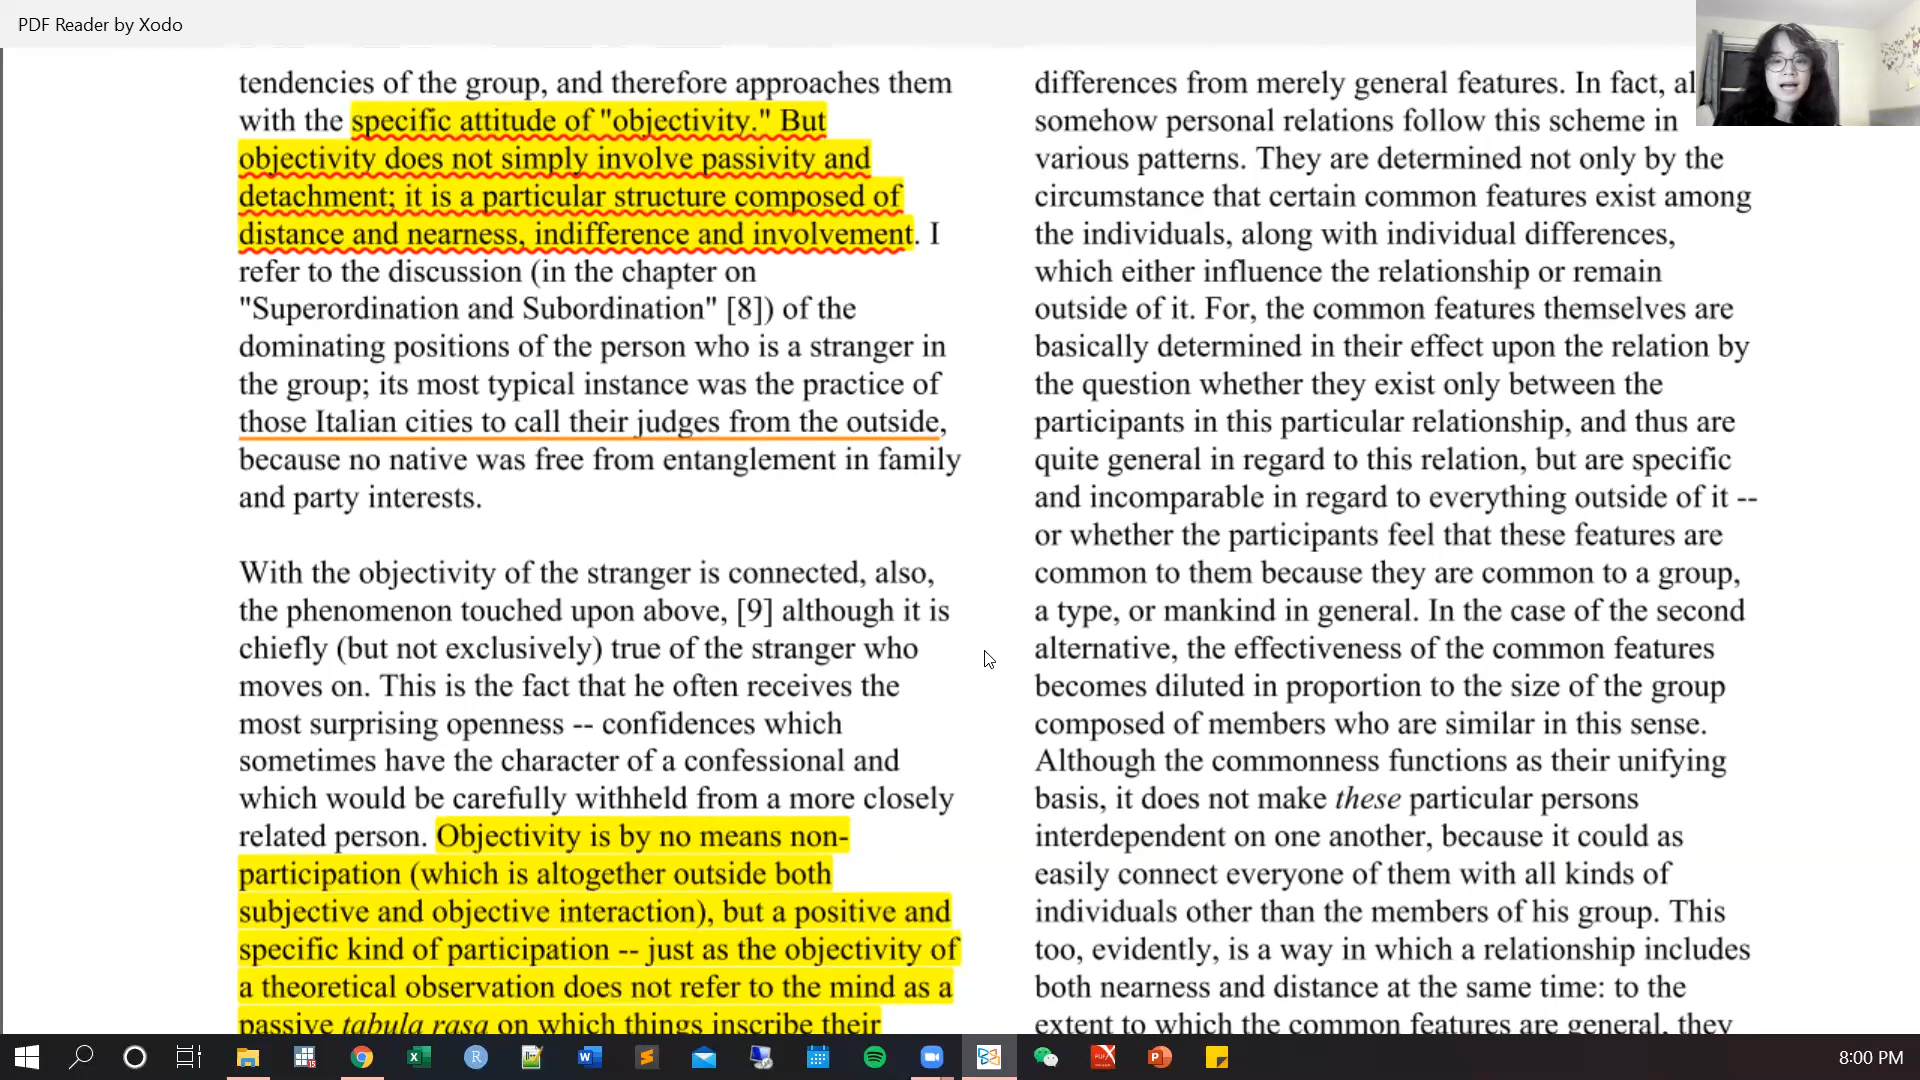 PDF Reader by Xodo
tendencies of the group, and therefore approaches them
with the specific attitude of "objectivity." But
objectivity does not simply involve passivity and
detachment; it is a particular structure composed of
distance and nearness, indifference and involvement. I
refer to the discussion (in the chapter on
"Superordination and Subordination" [8]) of the
dominating positions of the person who is a stranger in
the group; its most typical instance was the practice of
those Italian cities to call their judges from the outside,
because no native was free from entanglement in family
and party interests.
With the objectivity of the stranger is connected, also,
the phenomenon touched upon above, [9] although it is
chiefly (but not exclusively) true of the stranger who
moves on. This is the fact that he often receives the
most surprising openness -- confidences which
sometimes have the character of a confessional and
which would be carefully withheld from a more closely
related person. Objectivity is by no means non-
participation (which is altogether outside both
subjective and objective interaction), but a positive and
specific kind of participation -- just as the objectivity of
a theoretical observation does not refer to the mind as a
passive tabula rasa on which things inscribe their
differences from merely general features. In fact, al
somehow personal relations follow this scheme in
various patterns. They are determined not only by the
circumstance that certain common features exist among
the individuals, along with individual differences,
which either influence the relationship or remain
outside of it. For, the common features themselves are
basically determined in their effect upon the relation by
the question whether they exist only between the
participants in this particular relationship, and thus are
quite general in regard to this relation, but are specific
and incomparable in regard to everything outside of it --
or whether the participants feel that these features are
common to them because they are common to a group,
a type, or mankind in general. In the case of the second
alternative, the effectiveness of the common features
becomes diluted in proportion to the size of the group
composed of members who are similar in this sense.
Although the commonness functions as their unifying
basis, it does not make these particular persons
interdependent on one another, because it could as
easily connect everyone of them with all kinds of
individuals other than the members of his group. This
too, evidently, is a way in which a relationship includes
both nearness and distance at the same time: to the
extent to which the common features are general, they
8:00 PM